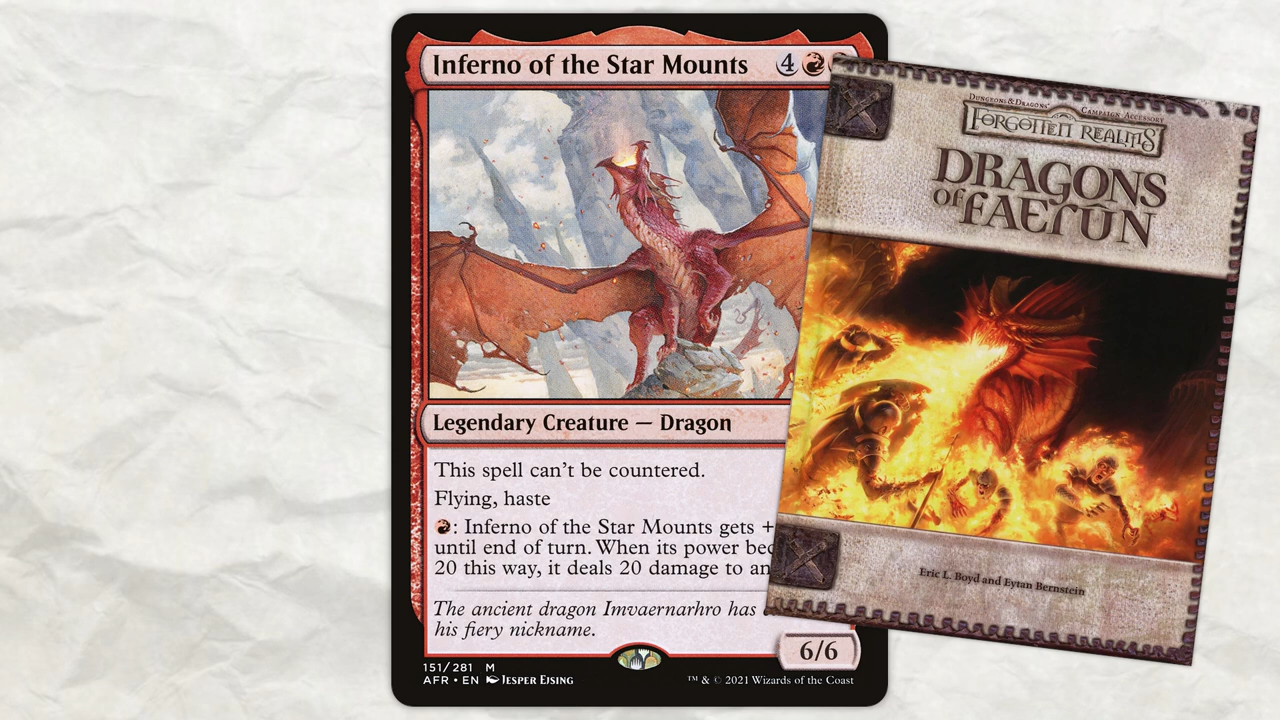 Inferno of the Star Mounts 4
Legendary Creature — Dragon
This spell can't be countered.
Flying, haste
: Inferno of the Star Mounts gets +
until end of turn. When its power bec
20 this way, it deals 20 damage to an
The ancient dragon Imvaernarhro has
his fiery nickname.
6/6
151/281 M
AFR • EN JESPER EJSING
™ & © 2021 Wizards of the Coast
DUNGEONS & DRAGONS® CAMPAIGN ACCESSORY
FORGOTTEN REALMS
DRAGONS
OF FAERUN
Eric L. Boyd and Eytan Bernstein